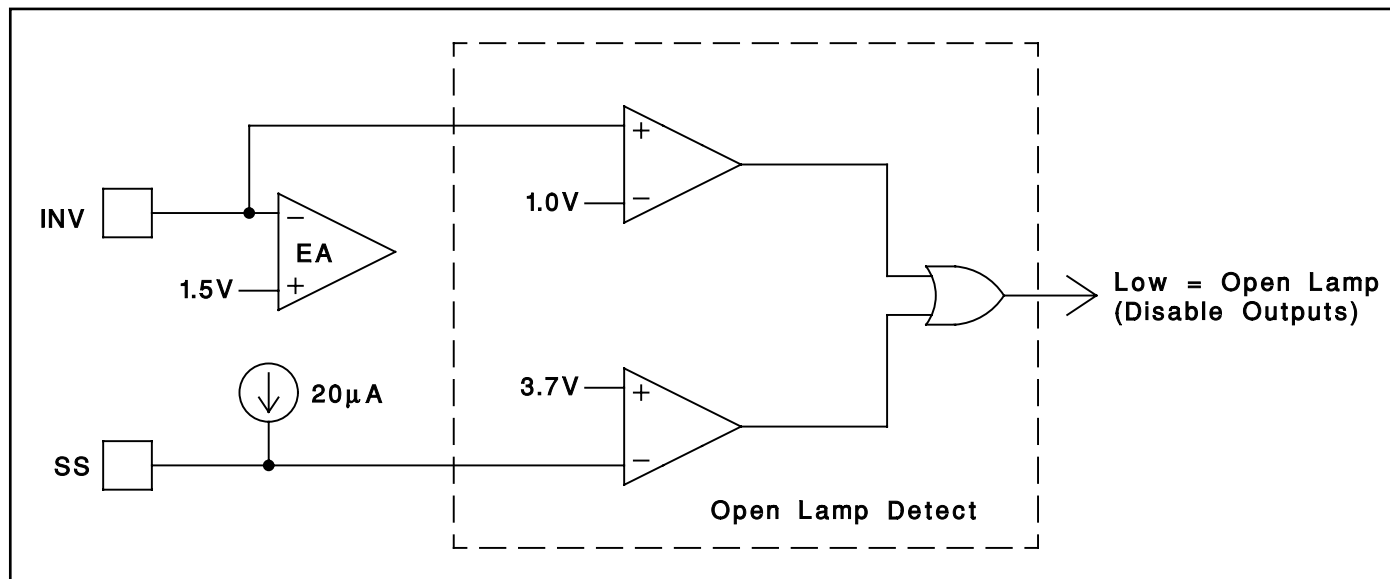 INV
−
EA
1.5V
+
20µA
SS
+
1.0V
−
3.7V
+
−
Open Lamp Detect
Low = Open Lamp
(Disable Outputs)